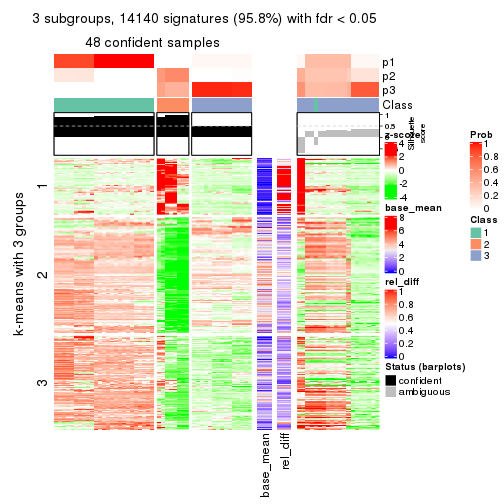 3 subgroups, 14140 signatures (95.8%) with fdr < 0.05
48 confident samples
p1
p2
p3
Class
1
0.5
0
Silhouette
score
k-means with 3 groups
1
2
3
base_mean
rel_diff
z-score
4
2
0
-2
-4
base_mean
8
6
4
2
0
rel_diff
1
0.8
0.6
0.4
0.2
0
Status (barplots)
confident
ambiguous
Prob
1
0.8
0.6
0.4
0.2
0
Class
1
2
3